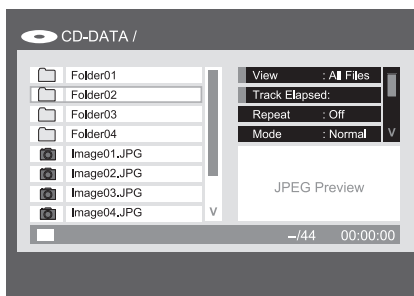 CD-DATA /
Folder01
Folder02
Folder03
Folder04
Image01.JPG
Image02.JPG
Image03.JPG
Image04.JPG
V
View : All Files
Track Elapsed:
Repeat : Off
Mode : Normal
V
JPEG Preview
–/44 00:00:00